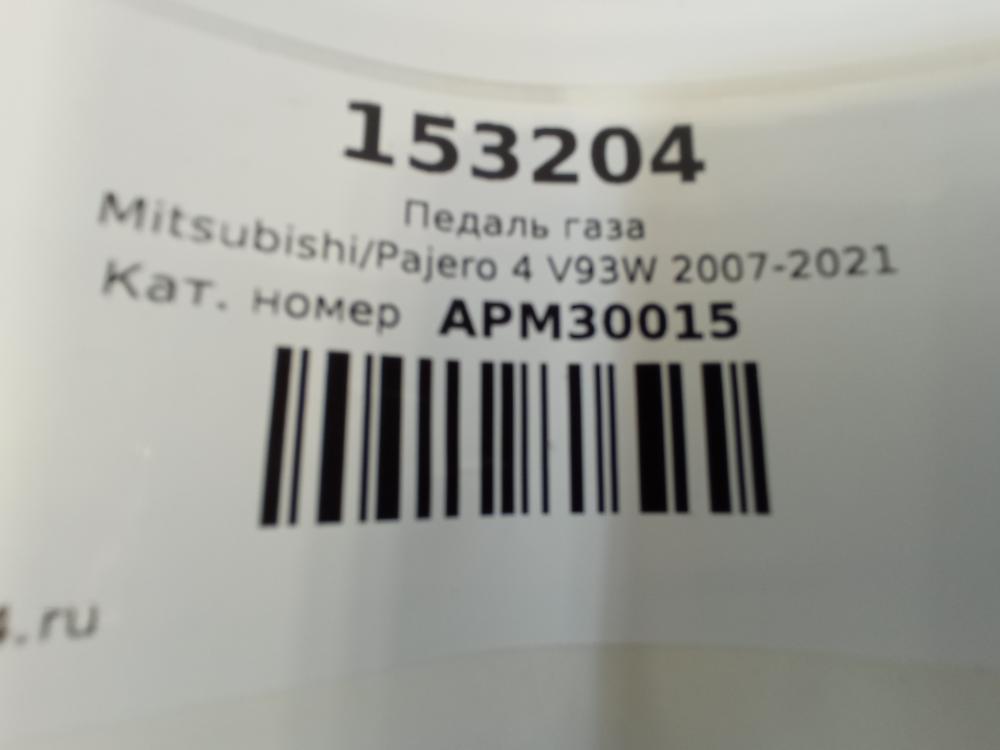 153204
Педаль газа
Mitsubishi/Pajero 4 V93W 2007-2021
Кат. номер APM30015
.ru